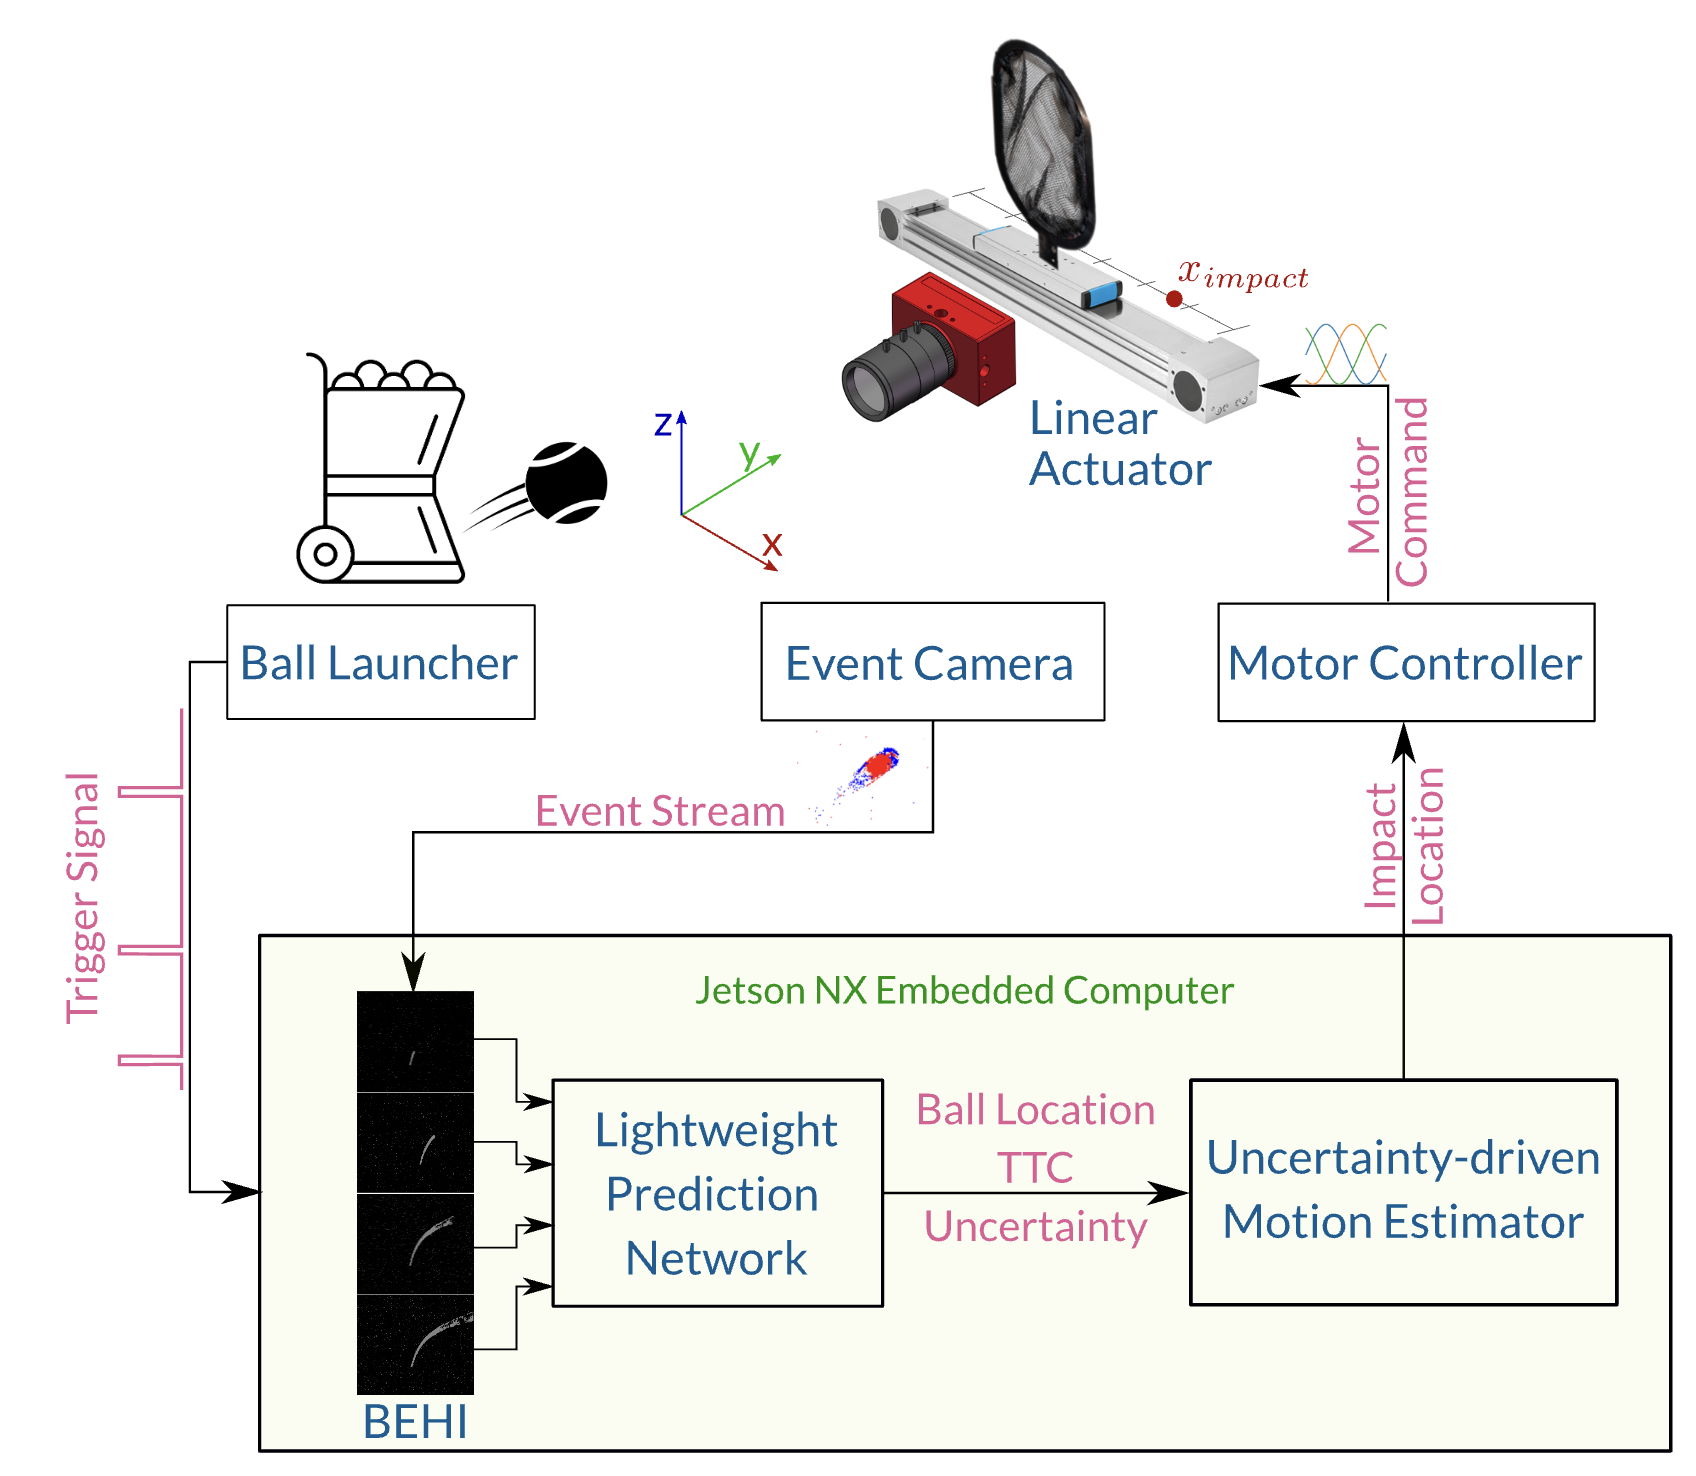 x_{impact}
Linear
Actuator
z
y
x
Motor
Command
Ball Launcher
Event Camera
Motor Controller
Trigger Signal
Event Stream
Impact
Location
Jetson NX Embedded Computer
Lightweight
Prediction
Network
Ball Location
TTC
Uncertainty
Uncertainty-driven
Motion Estimator
BEHI